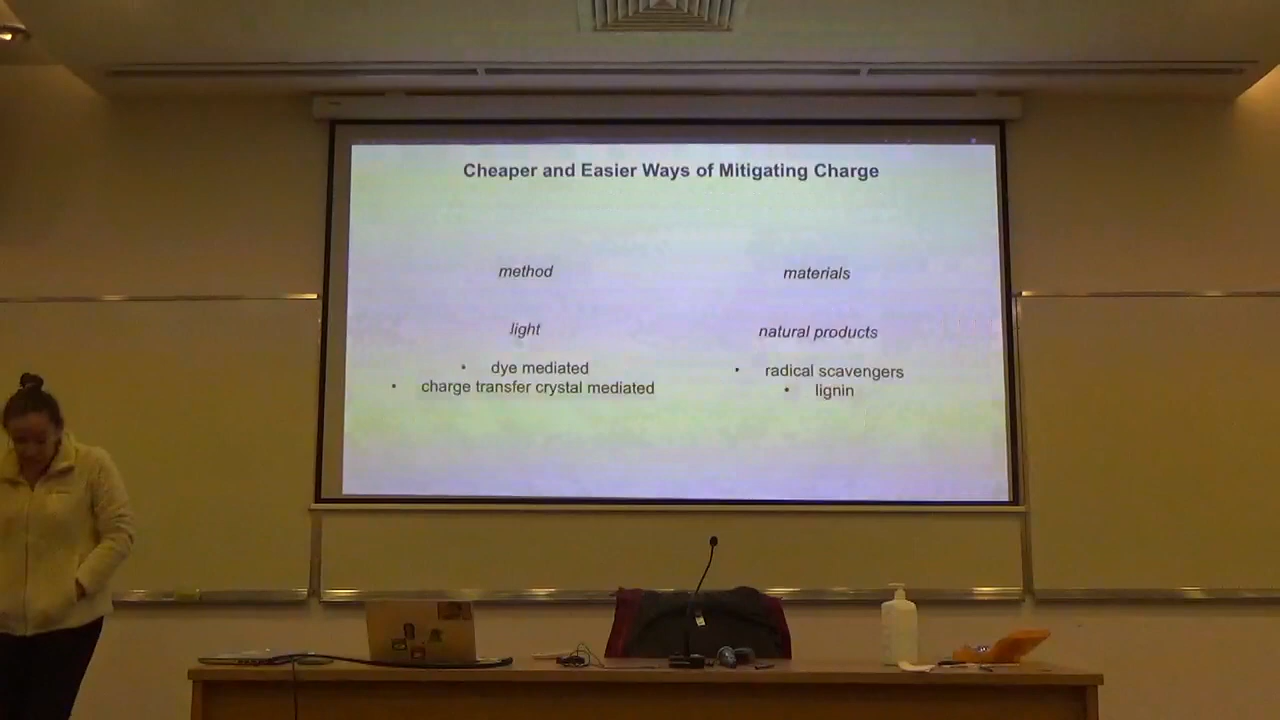 Cheaper and Easier Ways of Mitigating Charge
method
light
• dye mediated
• charge transfer crystal mediated
materials
natural products
• radical scavengers
• lignin